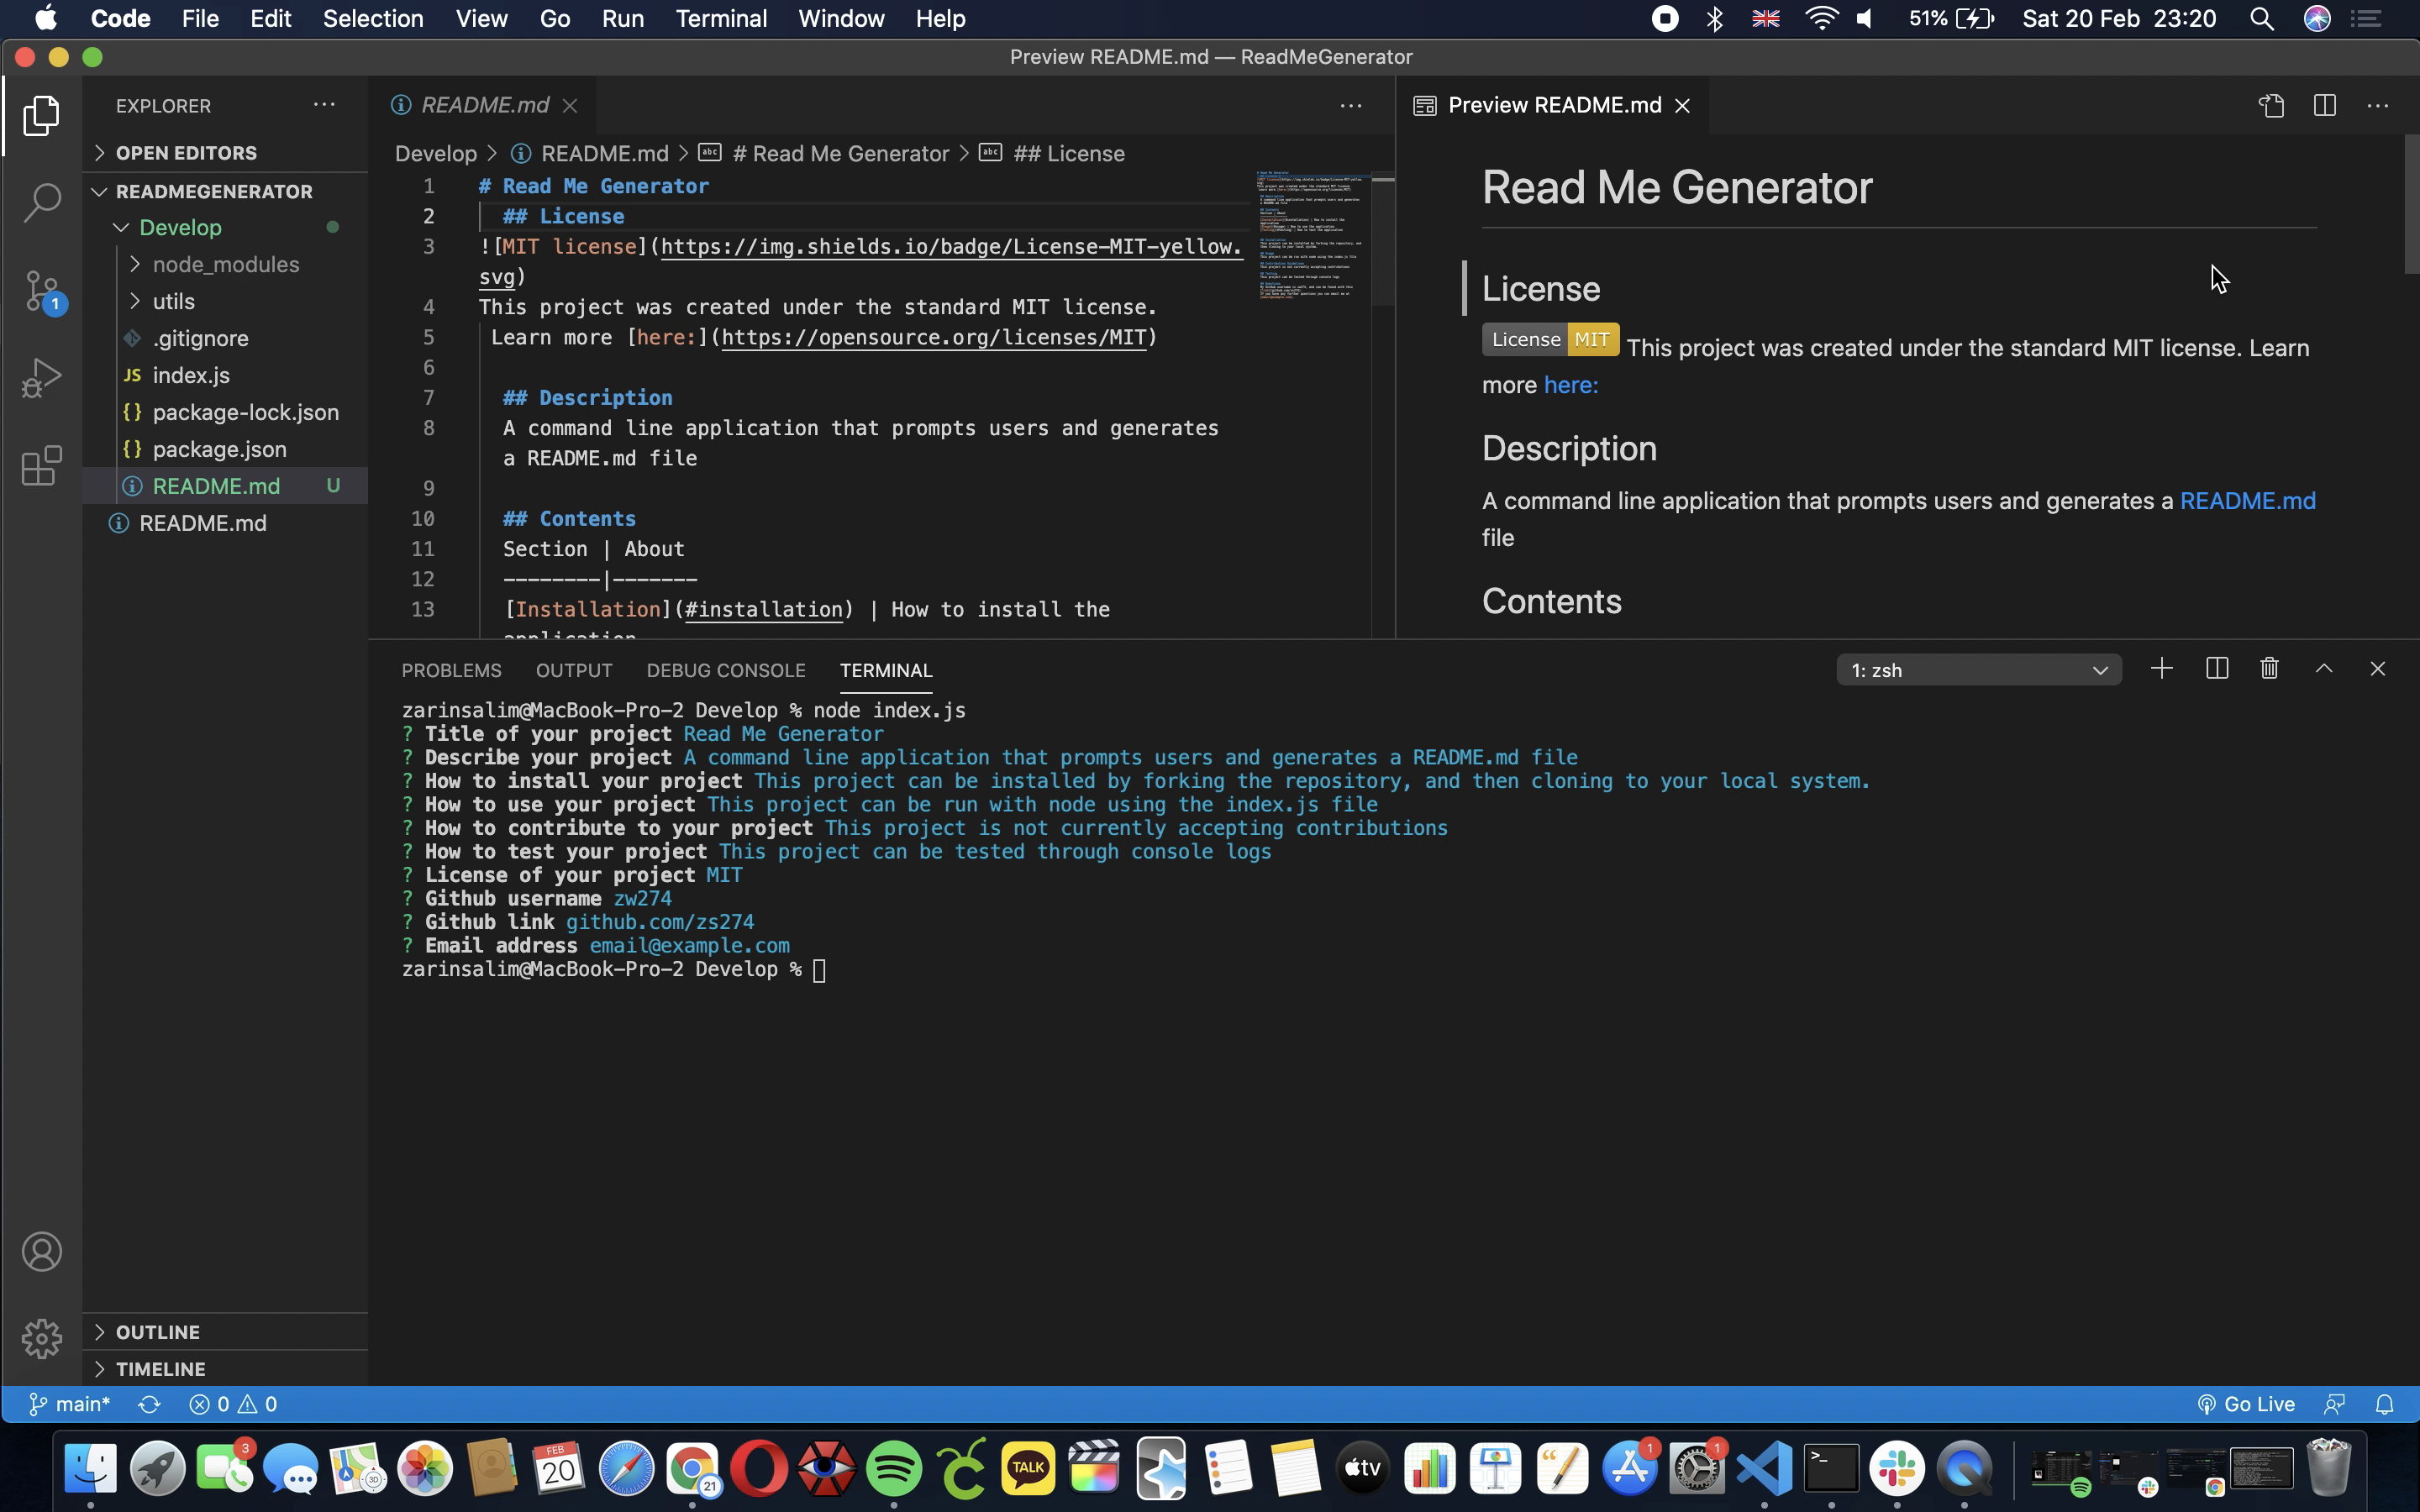 Code File Edit Selection View Go Run Terminal Window Help
51% Sat 20 Feb 23:20
Preview README.md — ReadMeGenerator
EXPLORER
OPEN EDITORS
READMEGENERATOR
Develop
node_modules
utils
.gitignore
JS index.js
{} package-lock.json
{} package.json
README.md U
README.md
OUTLINE
TIMELINE
1
README.md
Develop > README.md > abc # Read Me Generator > abc ## License
1 # Read Me Generator
2 ## License
3 ![MIT license](https://img.shields.io/badge/License-MIT-yellow.
svg)
4 This project was created under the standard MIT license.
5 Learn more [here:](https://opensource.org/licenses/MIT)
6
7 ## Description
8 A command line application that prompts users and generates
a README.md file
9
10 ## Contents
11 Section | About
12 --------|-------
13 [Installation](#installation) | How to install the
application
Preview README.md
Read Me Generator
License
License MIT This project was created under the standard MIT license. Learn
more here:
Description
A command line application that prompts users and generates a README.md
file
Contents
PROBLEMS OUTPUT DEBUG CONSOLE TERMINAL
1: zsh
zarinsalim@MacBook-Pro-2 Develop % node index.js
? Title of your project Read Me Generator
? Describe your project A command line application that prompts users and generates a README.md file
? How to install your project This project can be installed by forking the repository, and then cloning to your local system.
? How to use your project This project can be run with node using the index.js file
? How to contribute to your project This project is not currently accepting contributions
? How to test your project This project can be tested through console logs
? License of your project MIT
? Github username zw274
? Github link github.com/zs274
? Email address email@example.com
zarinsalim@MacBook-Pro-2 Develop %
main* 0 0
Go Live
3
3D
FEB
20
21
TALK
tv
1
1
>_